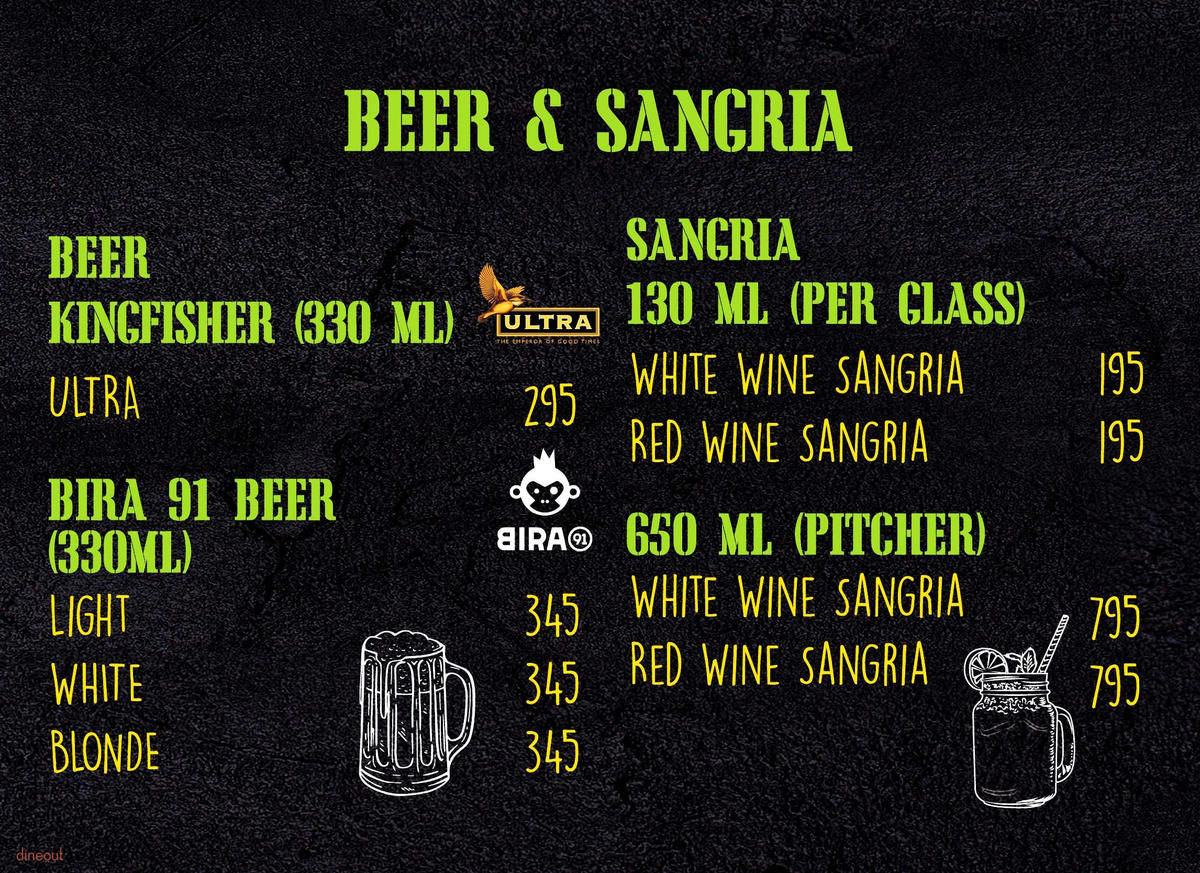 BEER & SANGRIA
BEER
KINGFISHER (330 ML)
ULTRA
THE EMPEROR OF GOOD TIMES
ULTRA 295
BIRA 91 BEER
(330ML)
BIRA 91
LIGHT 345
WHITE 345
BLONDE 345
SANGRIA
130 ML (PER GLASS)
WHITE WINE SANGRIA 195
RED WINE SANGRIA 195
650 ML (PITCHER)
WHITE WINE SANGRIA 795
RED WINE SANGRIA 795
dineout